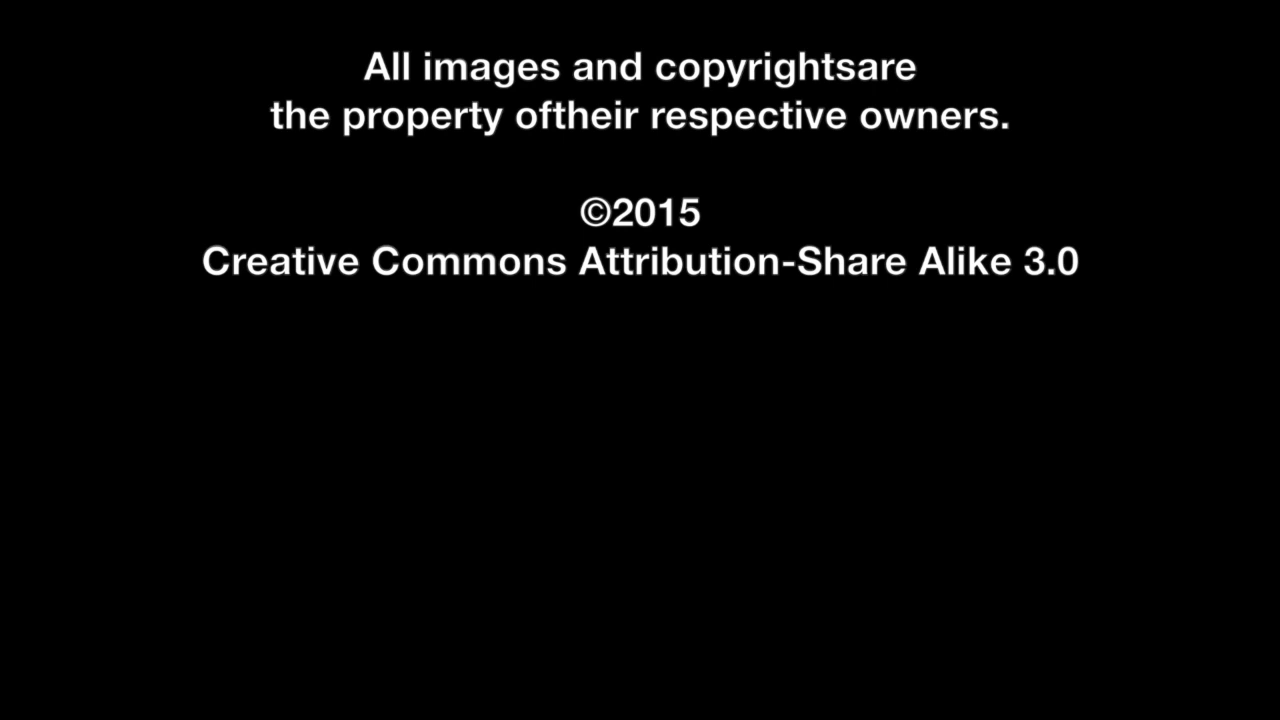 All images and copyrightsare
the property oftheir respective owners.
©2015
Creative Commons Attribution-Share Alike 3.0